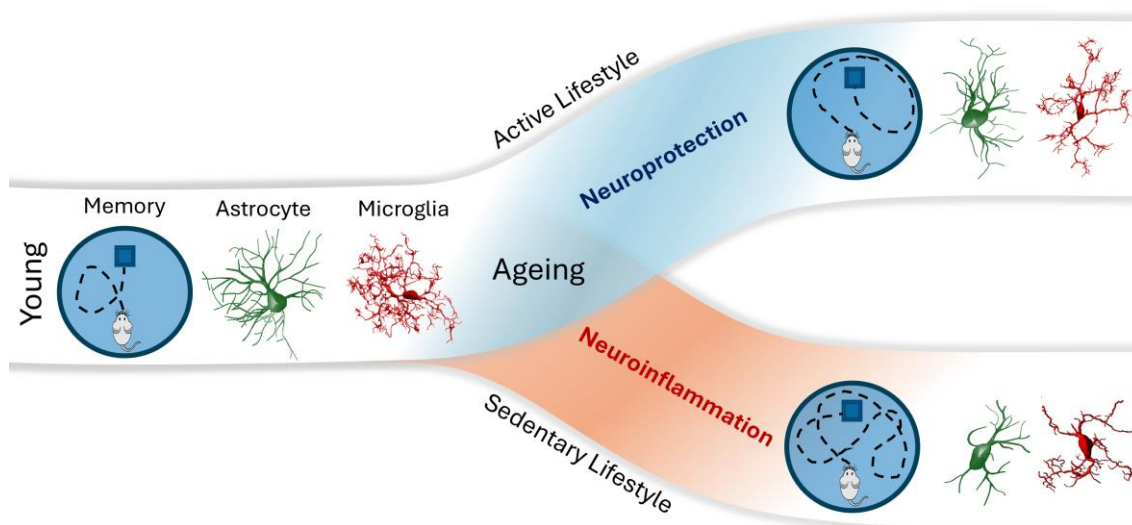 Young
Memory
Astrocyte
Microglia
Ageing
Active Lifestyle
Neuroprotection
Neuroinflammation
Sedentary Lifestyle